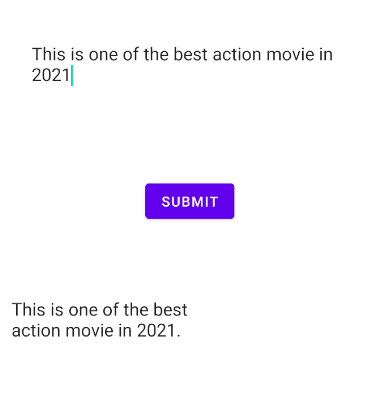 This is one of the best action movie in
2021
SUBMIT
This is one of the best
action movie in 2021.